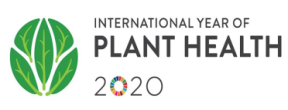 INTERNATIONAL YEAR OF
PLANT HEALTH
2020